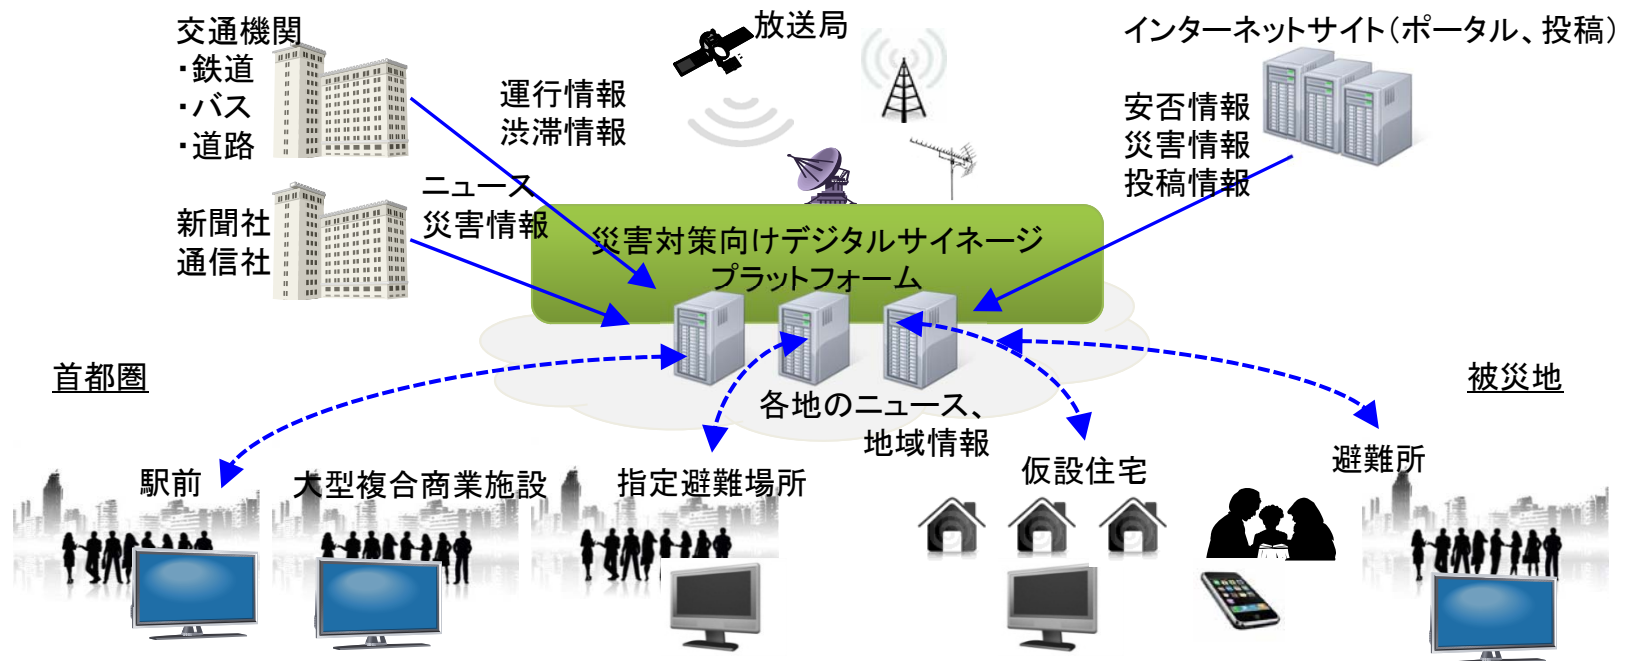 交通機関
・鉄道
・バス
・道路
運行情報
渋滞情報
放送局
インターネットサイト(ポータル、投稿)
安否情報
災害情報
投稿情報
新聞社
通信社
ニュース
災害情報
災害対策向けデジタルサイネージ
プラットフォーム
首都圏
被災地
各地のニュース、
地域情報
駅前
大型複合商業施設
指定避難場所
仮設住宅
避難所